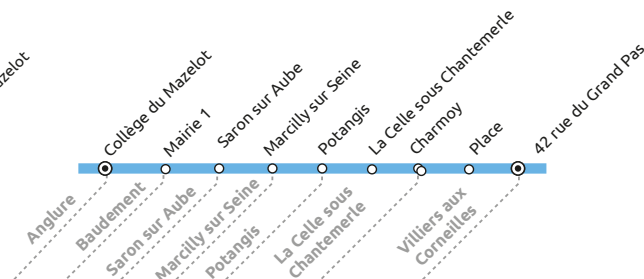 Collège du Mazelot
Mairie 1
Saron sur Aube
Marcilly sur Seine
Potangis
La Celle sous Chantemerle
Charmoy
Place
42 rue du Grand Pas
Anglure
Baudement
Saron sur Aube
Marcilly sur Seine
Potangis
La Celle sous
Chantemerle
Villiers aux
Corneilles